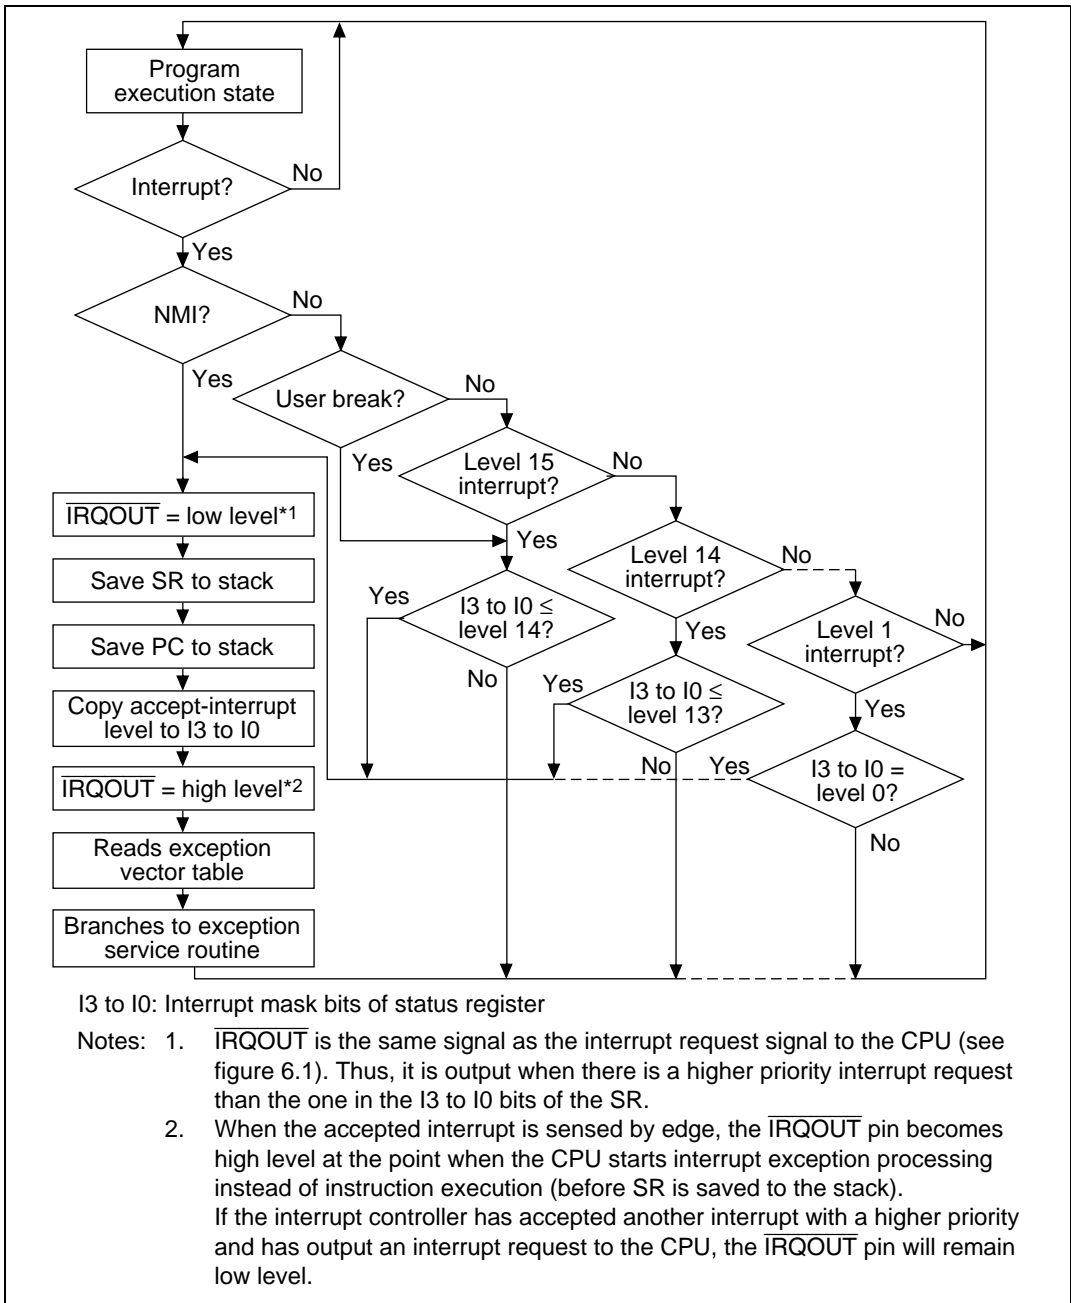 Program
execution state
Interrupt?
No
Yes
NMI?
No
Yes
User break?
No
Yes
Level 15
interrupt?
No
Yes
Level 14
interrupt?
No
Yes
Level 1
interrupt?
No
Yes
I3 to I0 ≤
level 14?
Yes
No
I3 to I0 ≤
level 13?
Yes
No
I3 to I0 =
level 0?
Yes
No
IRQOUT = low level*1
Save SR to stack
Save PC to stack
Copy accept-interrupt
level to I3 to I0
IRQOUT = high level*2
Reads exception
vector table
Branches to exception
service routine
I3 to I0: Interrupt mask bits of status register
Notes: 1. IRQOUT is the same signal as the interrupt request signal to the CPU (see
figure 6.1). Thus, it is output when there is a higher priority interrupt request
than the one in the I3 to I0 bits of the SR.
2. When the accepted interrupt is sensed by edge, the IRQOUT pin becomes
high level at the point when the CPU starts interrupt exception processing
instead of instruction execution (before SR is saved to the stack).
If the interrupt controller has accepted another interrupt with a higher priority
and has output an interrupt request to the CPU, the IRQOUT pin will remain
low level.